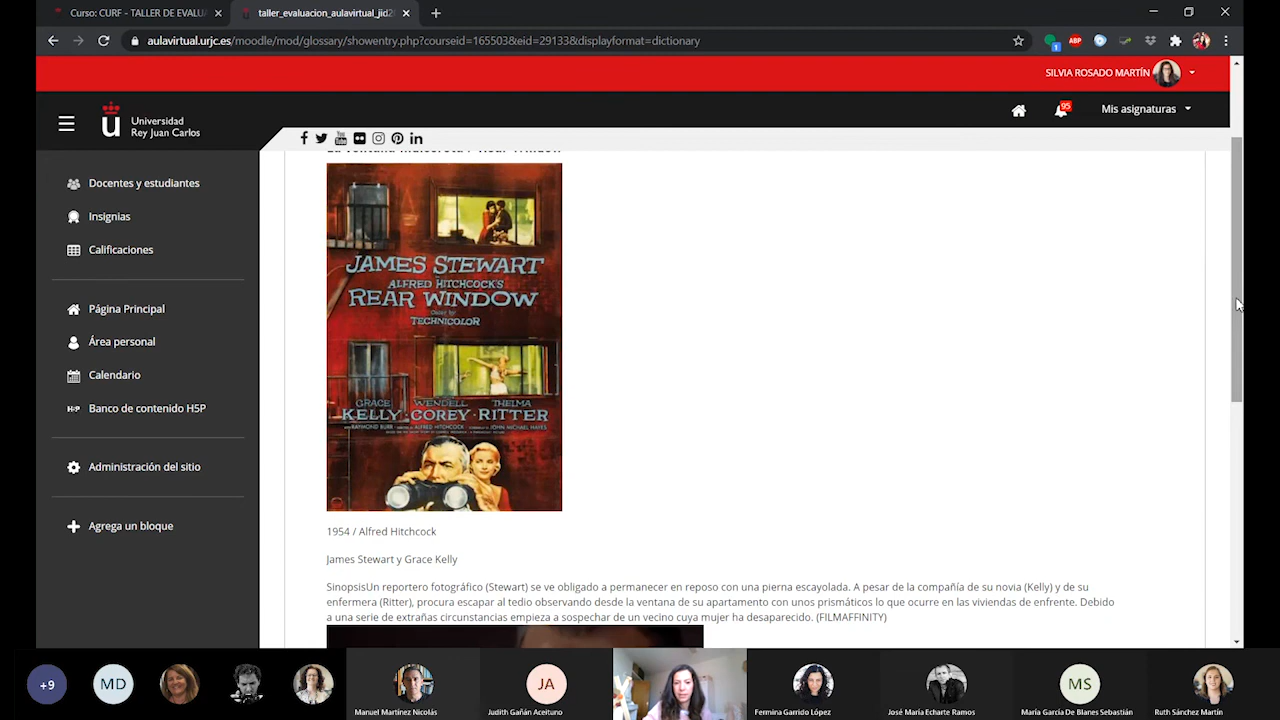 Curso: CURF - TALLER DE EVALUA
taller_evaluacion_aulavirtual_jid2
aulavirtual.urjc.es/moodle/mod/glossary/showentry.php?courseid=165503&eid=29133&displayformat=dictionary
1
ABP
SILVIA ROSADO MARTÍN
Universidad
Rey Juan Carlos
95
Mis asignaturas
Docentes y estudiantes
Insignias
Calificaciones
Página Principal
Área personal
Calendario
H-P Banco de contenido H5P
Administración del sitio
Agrega un bloque
JAMES STEWART
ALFRED HITCHCOCK'S
REAR WINDOW
Color by
TECHNICOLOR
GRACE WENDELL THELMA
KELLY · COREY · RITTER
1954 / Alfred Hitchcock
James Stewart y Grace Kelly
SinopsisUn reportero fotográfico (Stewart) se ve obligado a permanecer en reposo con una pierna escayolada. A pesar de la compañía de su novia (Kelly) y de su
enfermera (Ritter), procura escapar al tedio observando desde la ventana de su apartamento con unos prismáticos lo que ocurre en las viviendas de enfrente. Debido
a una serie de extrañas circunstancias empieza a sospechar de un vecino cuya mujer ha desaparecido. (FILMAFFINITY)
+9
MD
JA
MS
Manuel Martínez Nicolás
Judith Gañán Aceituno
Fermina Garrido López
José María Echarte Ramos
María García De Blanes Sebastián
Ruth Sánchez Martín